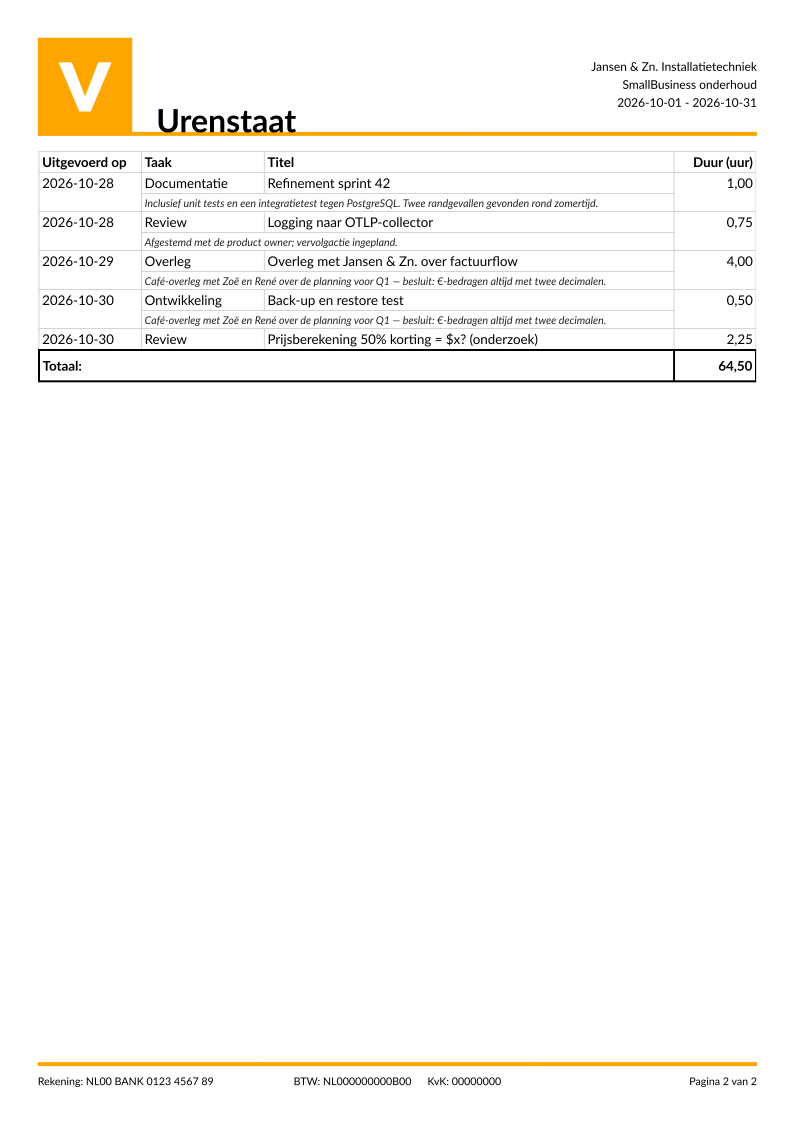 V
Urenstaat
Jansen & Zn. Installatietechniek
SmallBusiness onderhoud
2026-10-01 - 2026-10-31
Uitgevoerd op Taak Titel Duur (uur)
2026-10-28 Documentatie Refinement sprint 42 1,00
Inclusief unit tests en een integratietest tegen PostgreSQL. Twee randgevallen gevonden rond zomertijd.
2026-10-28 Review Logging naar OTLP-collector 0,75
Afgestemd met de product owner; vervolgactie ingepland.
2026-10-29 Overleg Overleg met Jansen & Zn. over factuurflow 4,00
Café-overleg met Zoë en René over de planning voor Q1 — besluit: €-bedragen altijd met twee decimalen.
2026-10-30 Ontwikkeling Back-up en restore test 0,50
Café-overleg met Zoë en René over de planning voor Q1 — besluit: €-bedragen altijd met twee decimalen.
2026-10-30 Review Prijsberekening 50% korting = $x? (onderzoek) 2,25
Totaal: 64,50
Rekening: NL00 BANK 0123 4567 89 BTW: NL000000000B00 KvK: 00000000 Pagina 2 van 2